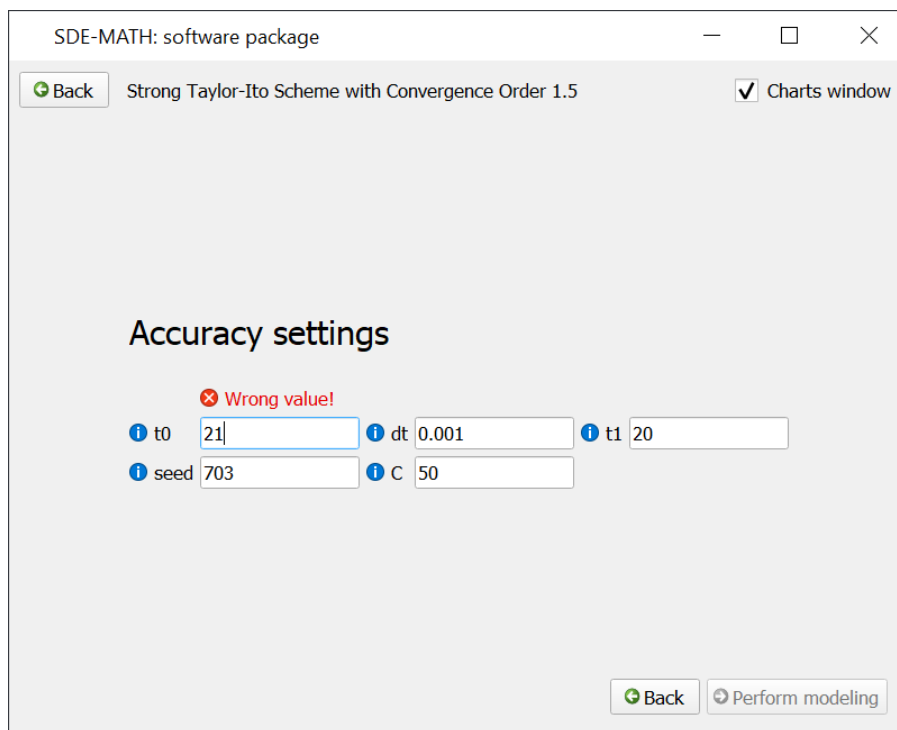 SDE-MATH: software package
Back Strong Taylor-Ito Scheme with Convergence Order 1.5 Charts window
Accuracy settings
Wrong value!
t0 21 dt 0.001 t1 20
seed 703 C 50
Back Perform modeling